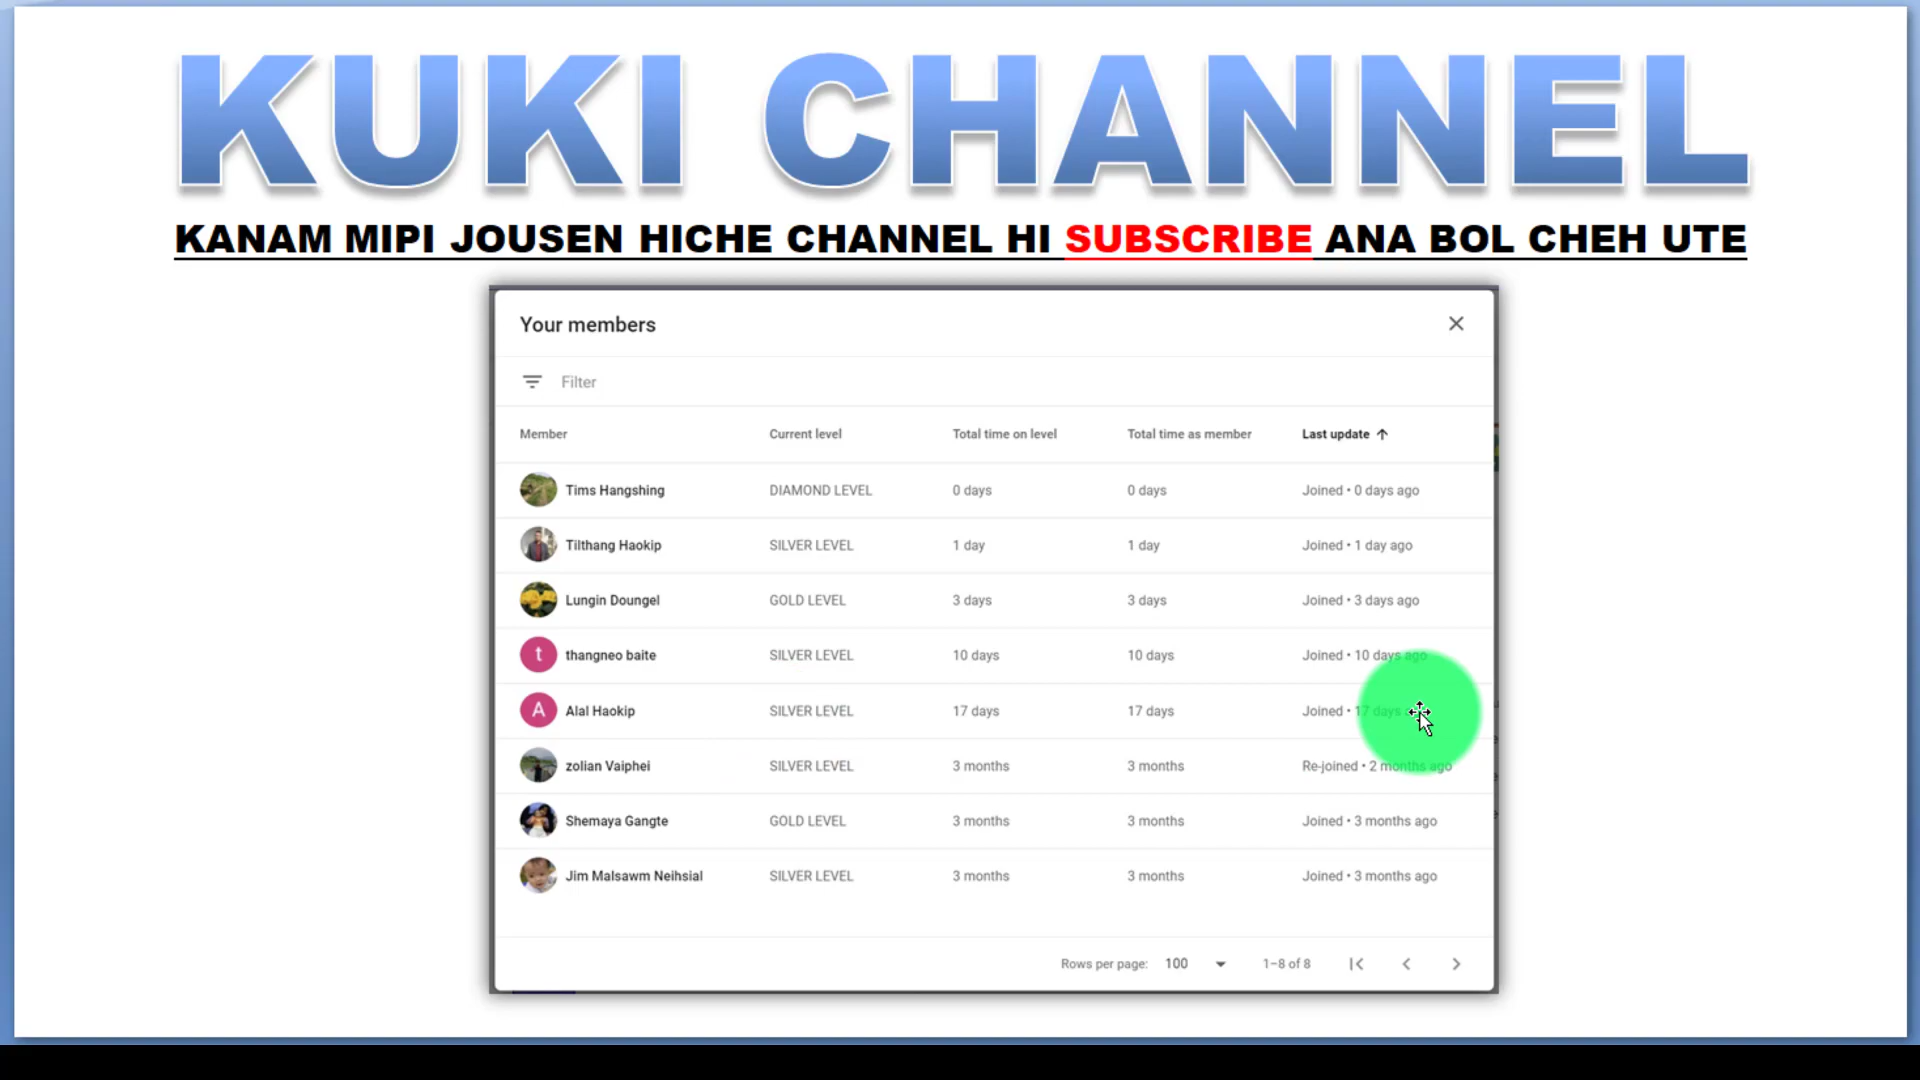 KUKI CHANNEL
KANAM MIPI JOUSEN HICHE CHANNEL HI SUBSCRIBE ANA BOL CHEH UTE
Your members
Filter
Member Current level Total time on level Total time as member Last update
Tims Hangshing DIAMOND LEVEL 0 days 0 days Joined • 0 days ago
Tilthang Haokip SILVER LEVEL 1 day 1 day Joined • 1 day ago
Lungin Doungel GOLD LEVEL 3 days 3 days Joined • 3 days ago
t thangneo baite SILVER LEVEL 10 days 10 days Joined • 10 days ago
A Alal Haokip SILVER LEVEL 17 days 17 days Joined • 17 days
zolian Vaiphei SILVER LEVEL 3 months 3 months Re-joined • 2 months ago
Shemaya Gangte GOLD LEVEL 3 months 3 months Joined • 3 months ago
Jim Malsawm Neihsial SILVER LEVEL 3 months 3 months Joined • 3 months ago
Rows per page: 100 1–8 of 8